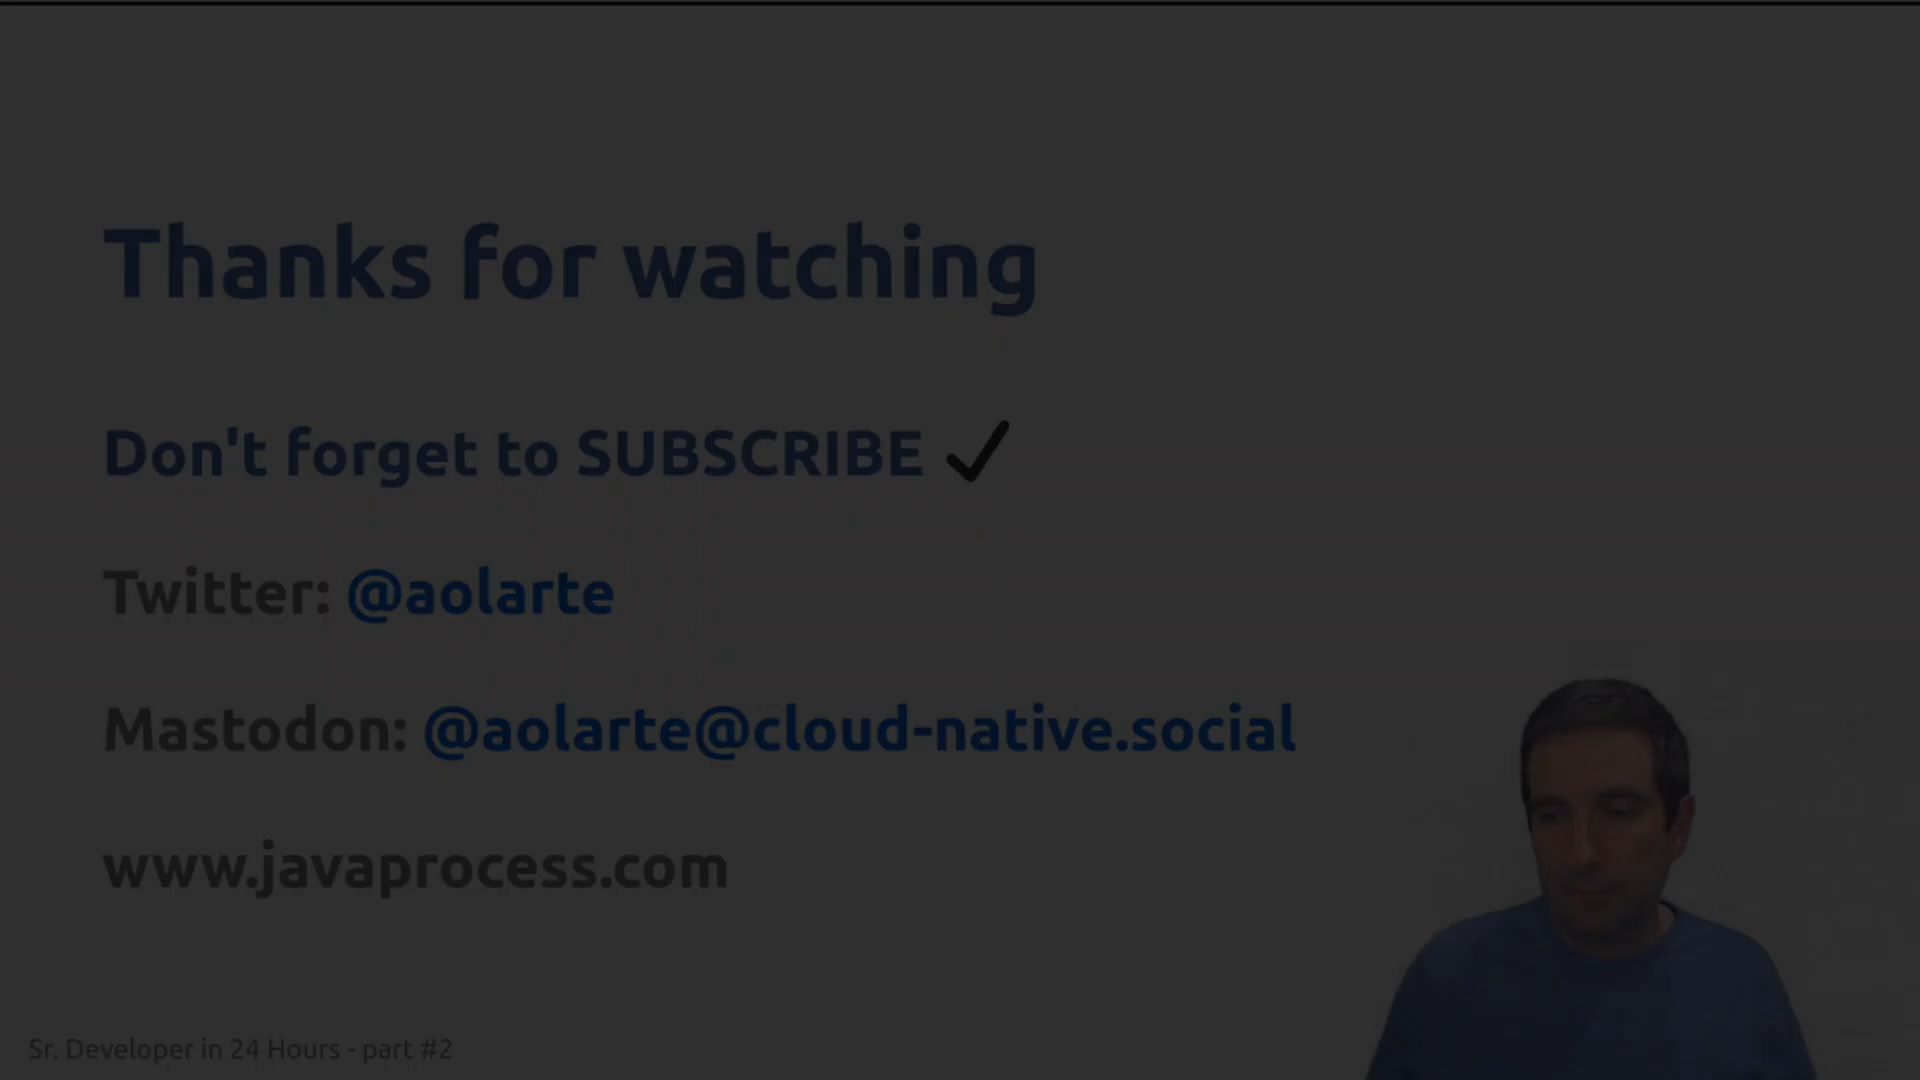 Thanks for watching
Don't forget to SUBSCRIBE ✓
Twitter: @aolarte
Mastodon: @aolarte@cloud-native.social
www.javaprocess.com
Sr. Developer in 24 Hours - part #2